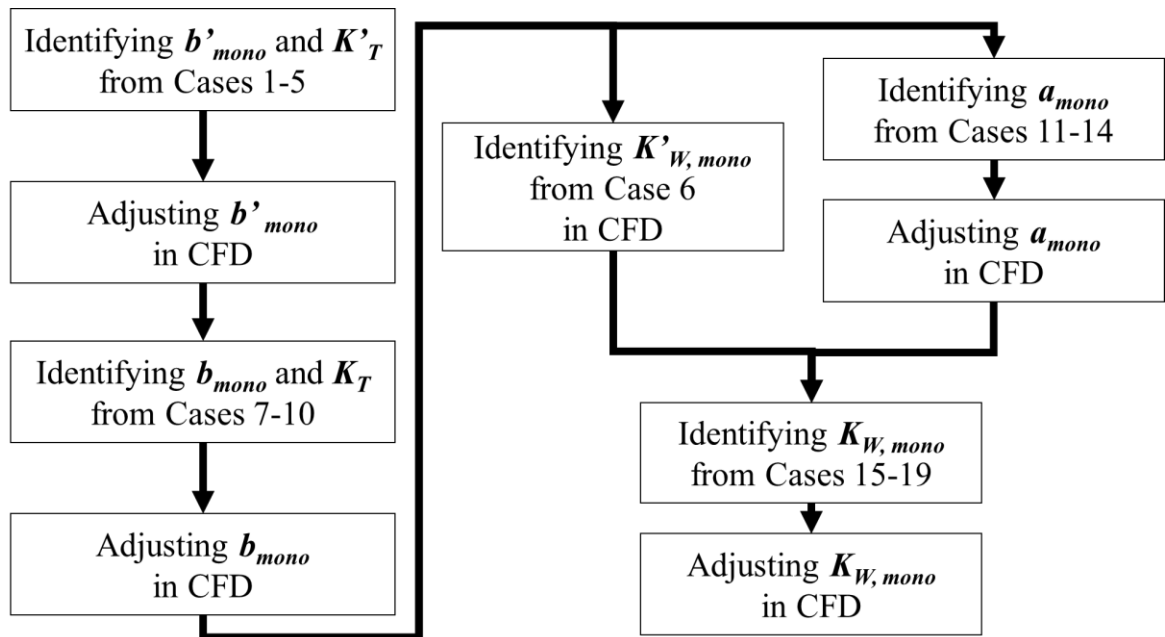 Identifying b’mono and K’T
from Cases 1-5
Adjusting b’mono
in CFD
Identifying bmono and KT
from Cases 7-10
Adjusting bmono
in CFD
Identifying K’W, mono
from Case 6
in CFD
Identifying amono
from Cases 11-14
Adjusting amono
in CFD
Identifying KW, mono
from Cases 15-19
Adjusting KW, mono
in CFD